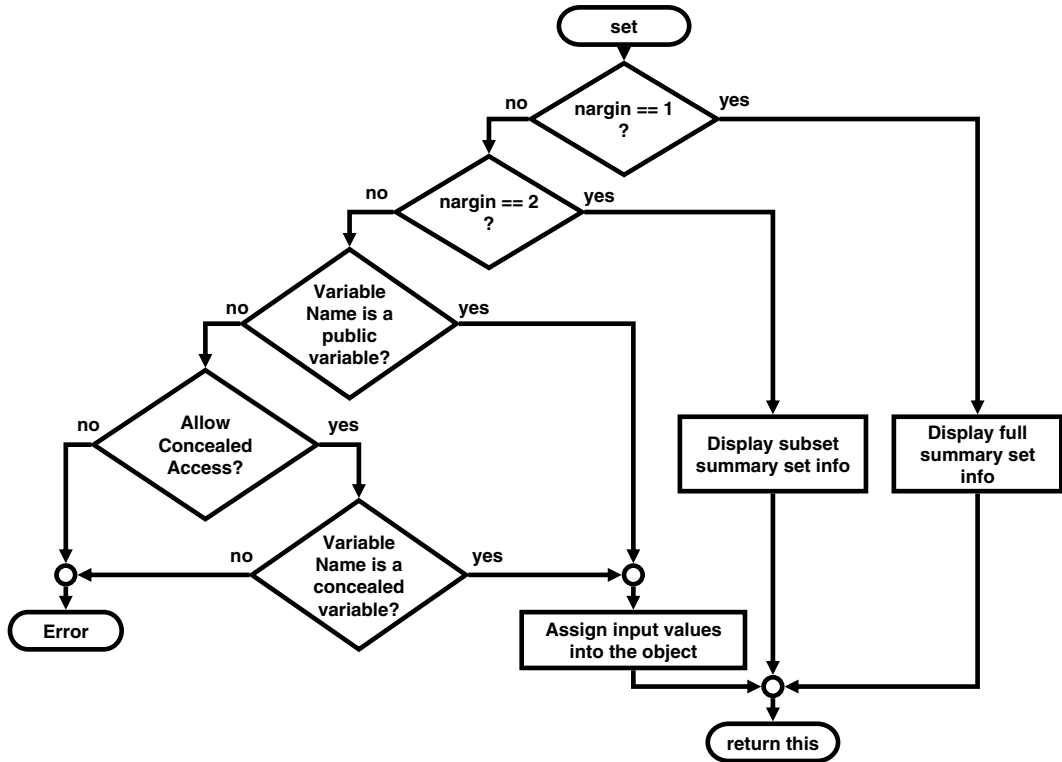 set
nargin == 1
?
no
yes
nargin == 2
?
no
yes
Variable
Name is a
public
variable?
no
yes
Allow
Concealed
Access?
no
yes
Display subset
summary set info
Display full
summary set
info
Variable
Name is a
concealed
variable?
no
yes
Error
Assign input values
into the object
return this